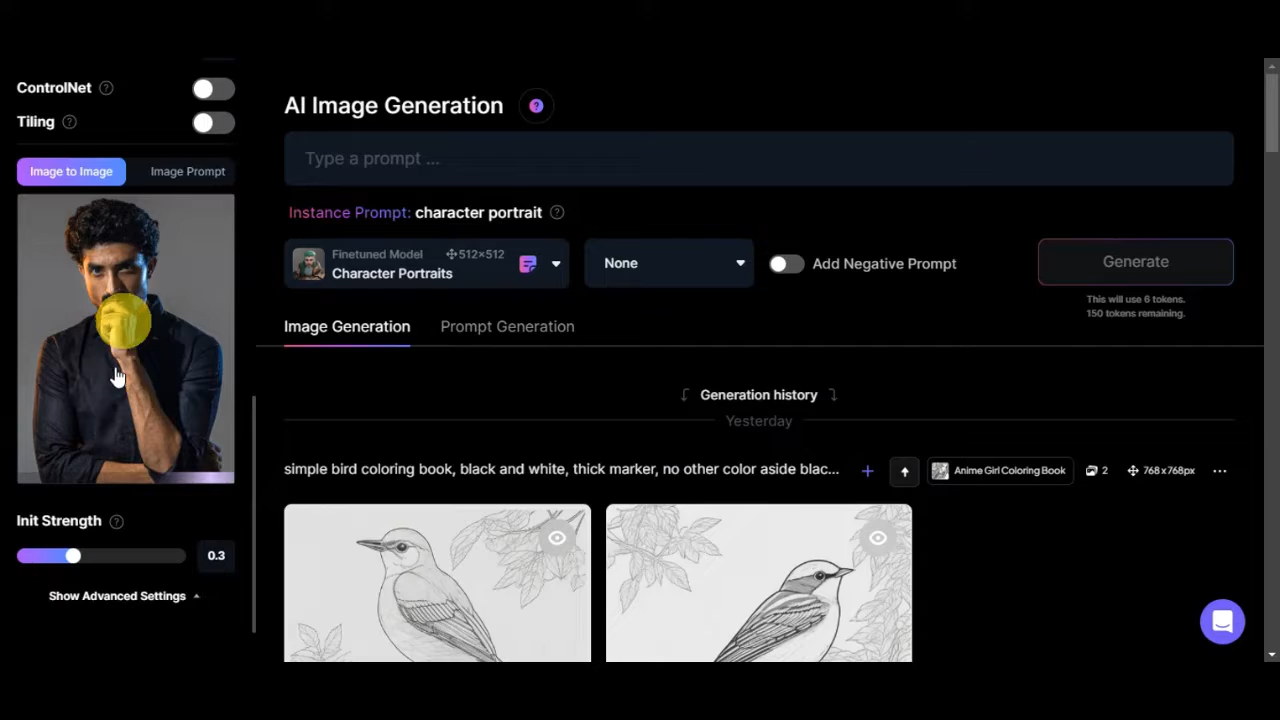 ControlNet ?
Tiling ?
Image to Image Image Prompt
Init Strength ?
0.3
Show Advanced Settings
AI Image Generation ?
Type a prompt ...
Instance Prompt: character portrait ?
Finetuned Model 512×512
Character Portraits
None
Add Negative Prompt
Generate
This will use 6 tokens.
150 tokens remaining.
Image Generation Prompt Generation
Generation history
Yesterday
simple bird coloring book, black and white, thick marker, no other color aside blac... Anime Girl Coloring Book 2 768 x 768px